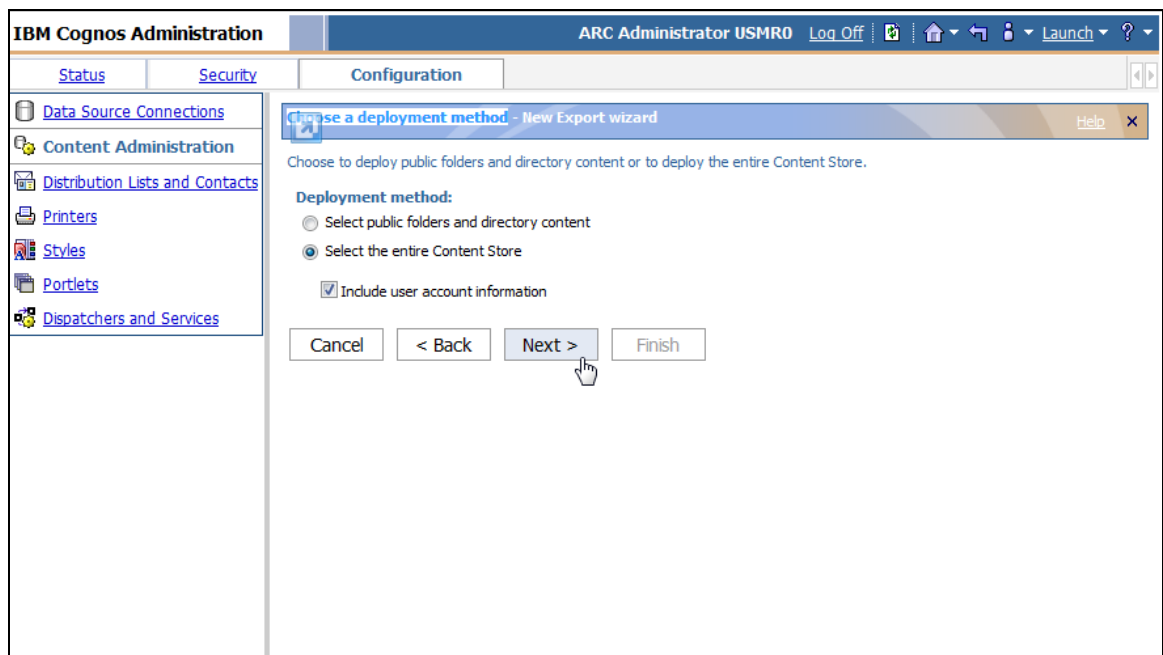 IBM Cognos Administration
ARC Administrator USMR0 Log Off Launch ?
Status Security Configuration
Data Source Connections
Content Administration
Distribution Lists and Contacts
Printers
Styles
Portlets
Dispatchers and Services
Choose a deployment method - New Export wizard Help X
Choose to deploy public folders and directory content or to deploy the entire Content Store.
Deployment method:
Select public folders and directory content
Select the entire Content Store
Include user account information
Cancel < Back Next > Finish